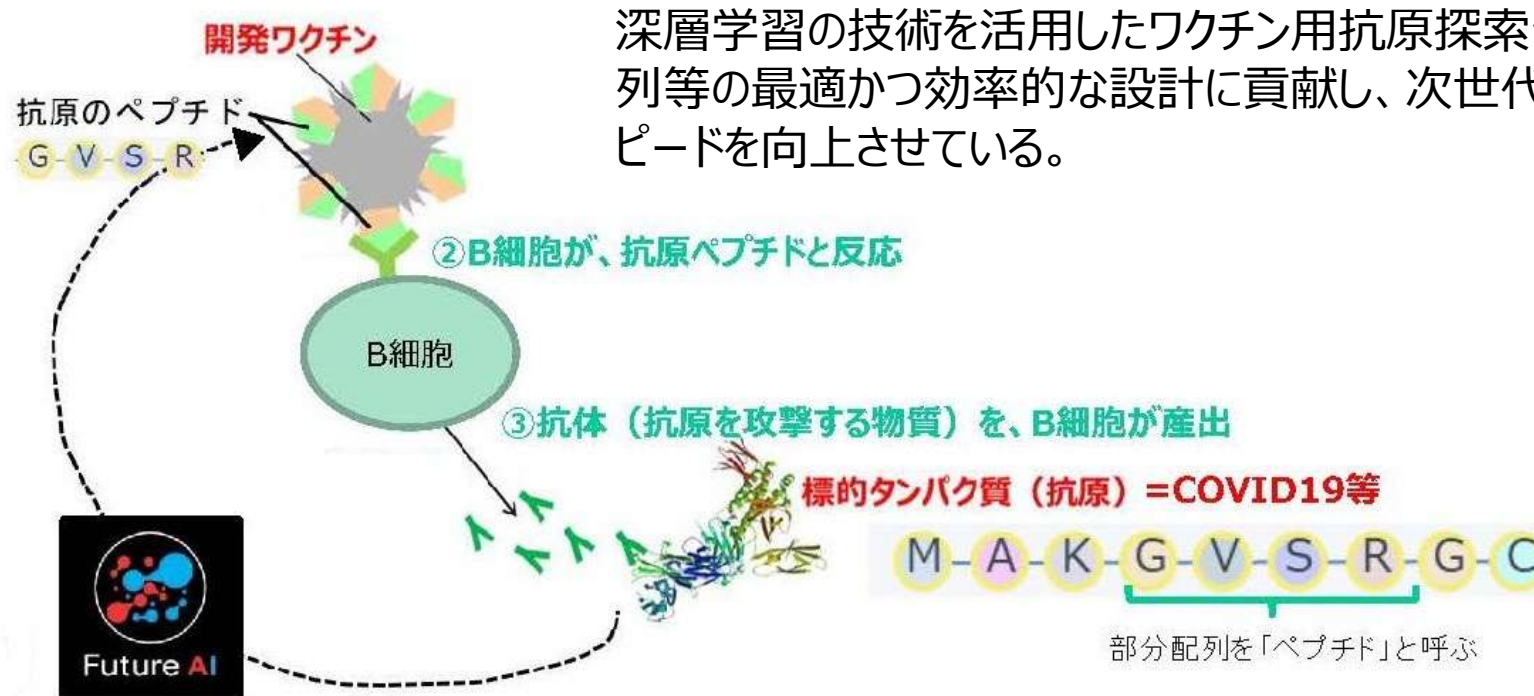 深層学習の技術を活用したワクチン用抗原探索
列等の最適かつ効率的な設計に貢献し、次世代
ピードを向上させている。
開発ワクチン
抗原のペプチド
G-V-S-R
②B細胞が、抗原ペプチドと反応
B細胞
③抗体（抗原を攻撃する物質）を、B細胞が産出
標的タンパク質（抗原）=COVID19等
M-A-K-G-V-S-R-G-C
部分配列を「ペプチド」と呼ぶ
Future AI